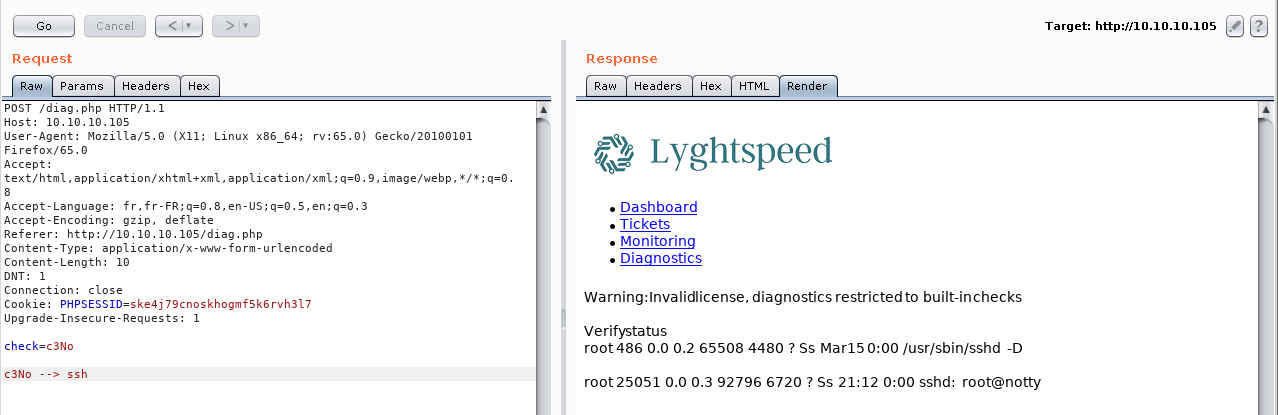 Go
Cancel
<
>
Target: http://10.10.10.105
?
Request
Raw
Params
Headers
Hex
POST /diag.php HTTP/1.1
Host: 10.10.10.105
User-Agent: Mozilla/5.0 (X11; Linux x86_64; rv:65.0) Gecko/20100101
Firefox/65.0
Accept:
text/html,application/xhtml+xml,application/xml;q=0.9,image/webp,*/*;q=0.
8
Accept-Language: fr,fr-FR;q=0.8,en-US;q=0.5,en;q=0.3
Accept-Encoding: gzip, deflate
Referer: http://10.10.10.105/diag.php
Content-Type: application/x-www-form-urlencoded
Content-Length: 10
DNT: 1
Connection: close
Cookie: PHPSESSID=ske4j79cnoskhogmf5k6rvh3l7
Upgrade-Insecure-Requests: 1
check=c3No
c3No --> ssh
Response
Raw
Headers
Hex
HTML
Render
Lyghtspeed
Dashboard
Tickets
Monitoring
Diagnostics
Warning:Invalidlicense, diagnostics restricted to built-in checks
Verifystatus
root 486 0.0 0.2 65508 4480 ? Ss Mar15 0:00 /usr/sbin/sshd -D
root 25051 0.0 0.3 92796 6720 ? Ss 21:12 0:00 sshd: root@notty